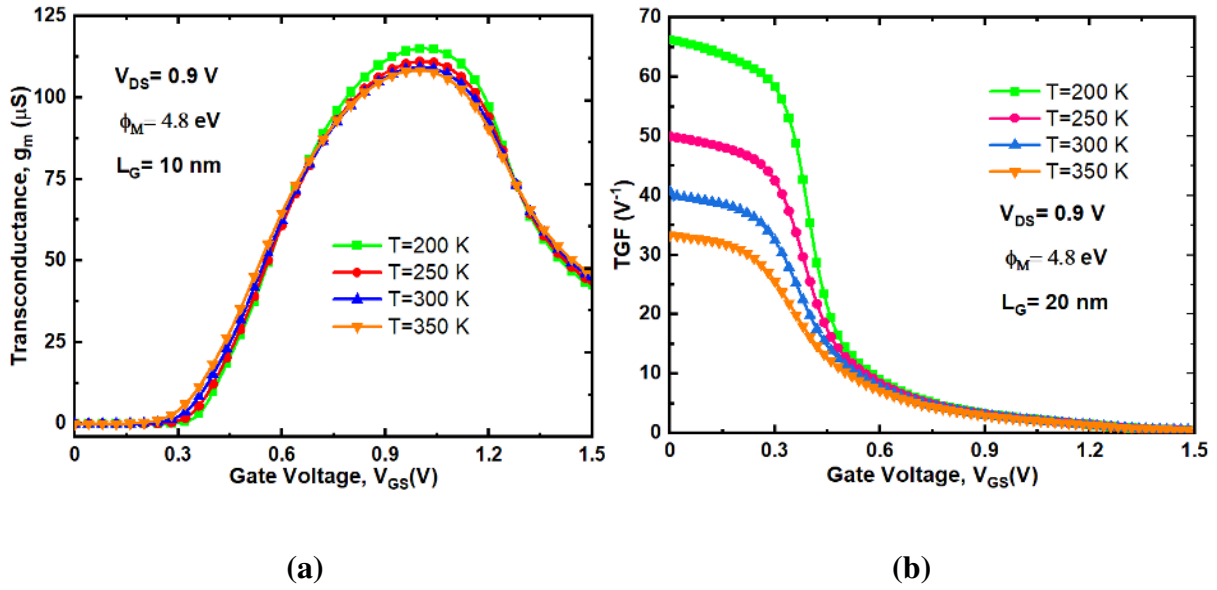 125
100
75
50
25
0
Transconductance, gm (μS)
VDS= 0.9 V
ϕM= 4.8 eV
LG= 10 nm
T=200 K
T=250 K
T=300 K
T=350 K
0 0.3 0.6 0.9 1.2 1.5
Gate Voltage, VGS(V)
(a)
70
60
50
40
30
20
10
0
TGF (V-1)
T=200 K
T=250 K
T=300 K
T=350 K
VDS= 0.9 V
ϕM= 4.8 eV
LG= 20 nm
0 0.3 0.6 0.9 1.2 1.5
Gate Voltage, VGS(V)
(b)